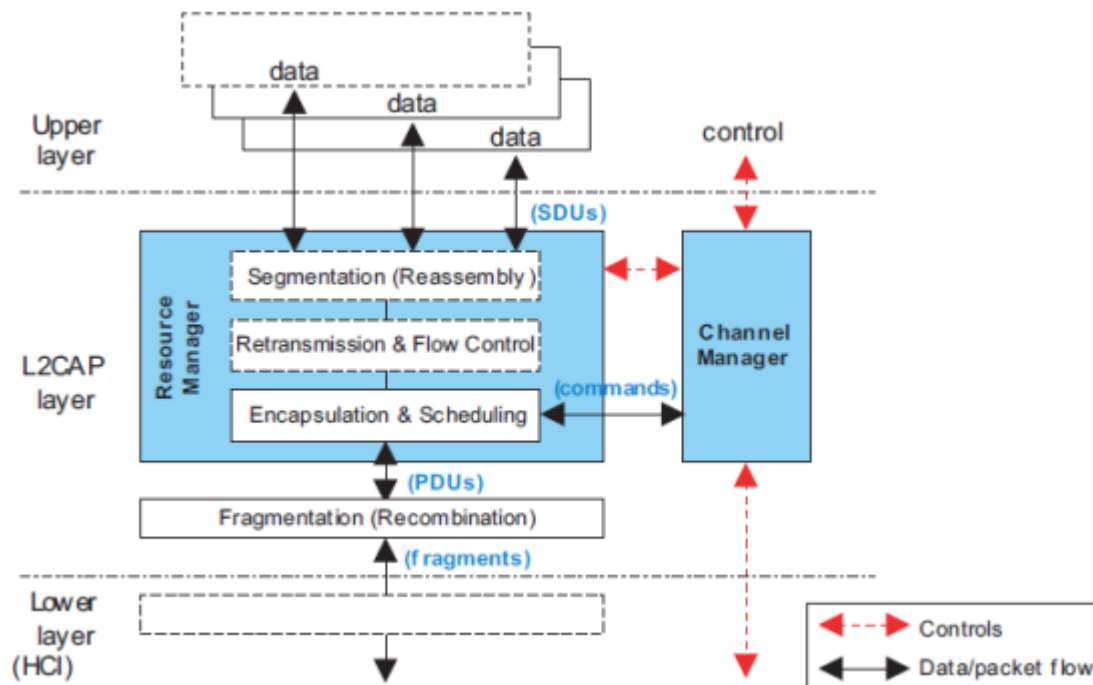 data
data
data
Upper
layer
control
(SDUs)
Resource
Manager
Segmentation (Reassembly)
Retransmission & Flow Control
Encapsulation & Scheduling
L2CAP
layer
Channel
Manager
(commands)
(PDUs)
Fragmentation (Recombination)
(fragments)
Lower
layer
(HCI)
Controls
Data/packet flow